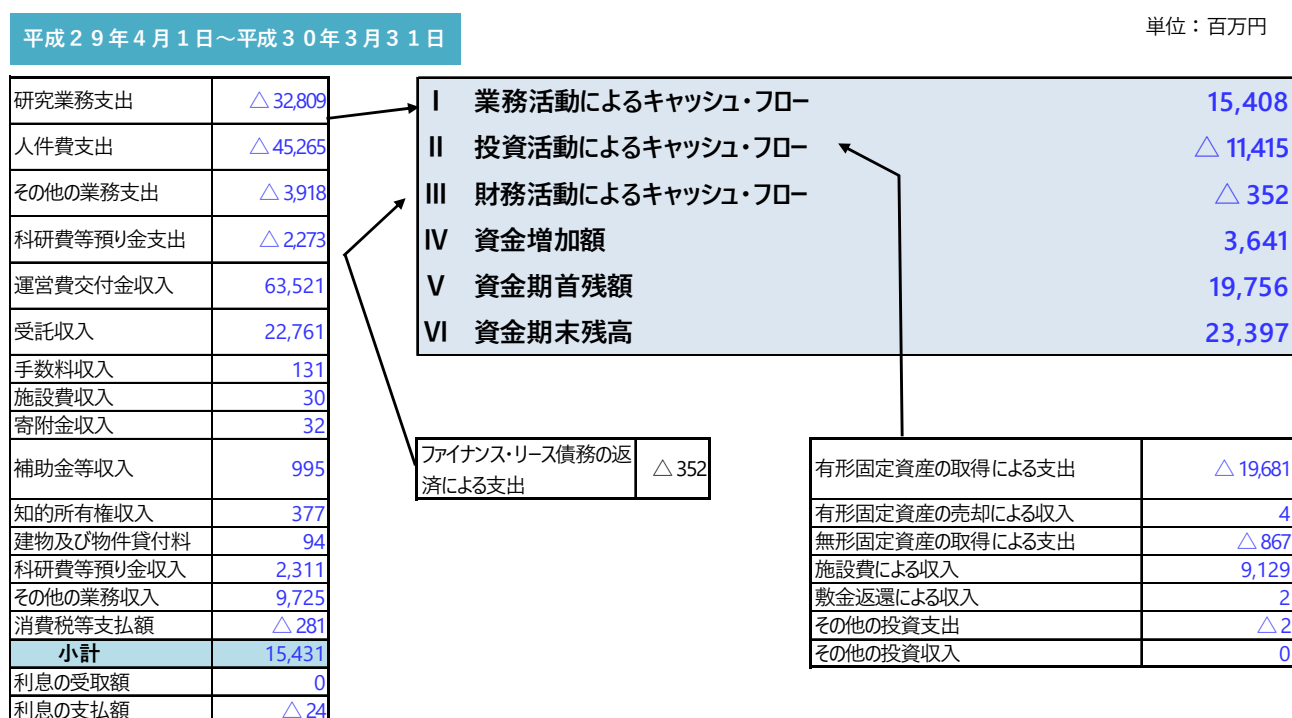 平成２９年４月１日～平成３０年３月３１日
単位：百万円
研究業務支出 △ 32,809
人件費支出 △ 45,265
その他の業務支出 △ 3,918
科研費等預り金支出 △ 2,273
運営費交付金収入 63,521
受託収入 22,761
手数料収入 131
施設費収入 30
寄附金収入 32
補助金等収入 995
知的所有権収入 377
建物及び物件貸付料 94
科研費等預り金収入 2,311
その他の業務収入 9,725
消費税等支払額 △ 281
小計 15,431
利息の受取額 0
利息の支払額 △ 24
Ⅰ 業務活動によるキャッシュ・フロー 15,408
Ⅱ 投資活動によるキャッシュ・フロー △ 11,415
Ⅲ 財務活動によるキャッシュ・フロー △ 352
Ⅳ 資金増加額 3,641
Ⅴ 資金期首残額 19,756
Ⅵ 資金期末残高 23,397
ファイナンス・リース債務の返
済による支出 △ 352
有形固定資産の取得による支出 △ 19,681
有形固定資産の売却による収入 4
無形固定資産の取得による支出 △ 867
施設費による収入 9,129
敷金返還による収入 2
その他の投資支出 △ 2
その他の投資収入 0